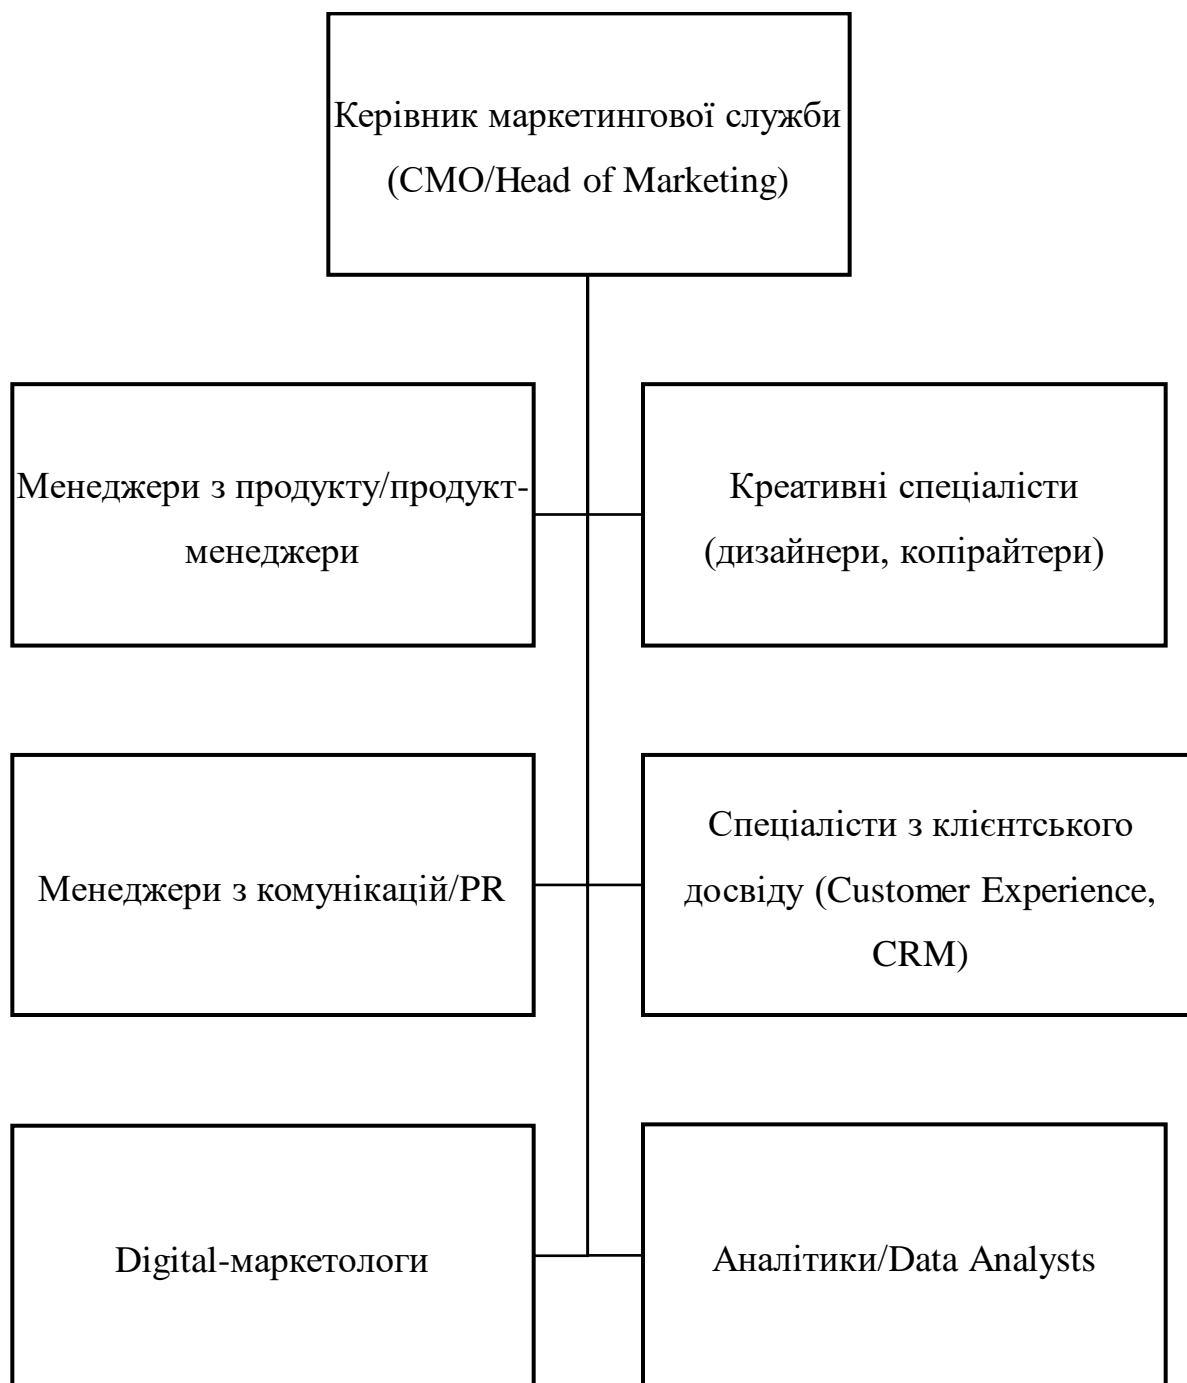 Керівник маркетингової служби
(CMO/Head of Marketing)
Менеджери з продукту/продукт-
менеджери
Креативні спеціалісти
(дизайнери, копірайтери)
Менеджери з комунікацій/PR
Спеціалісти з клієнтського
досвіду (Customer Experience,
CRM)
Digital-маркетологи
Аналітики/Data Analysts